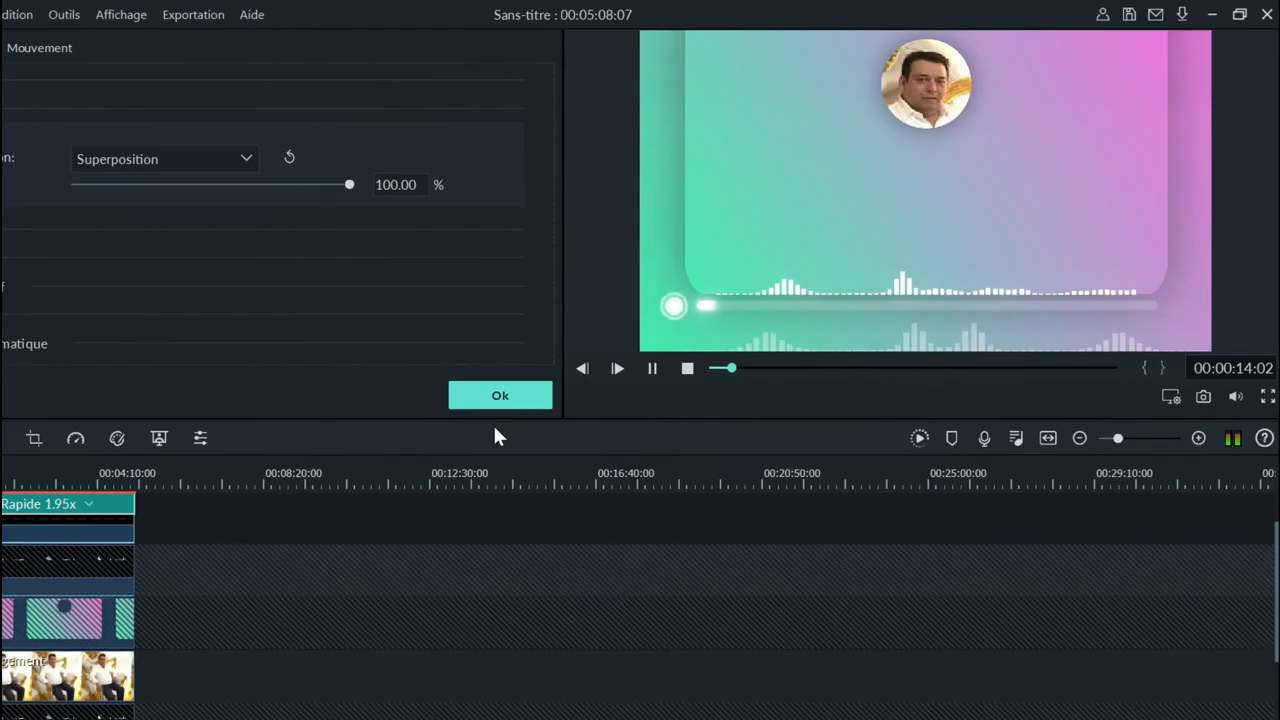 dition Outils Affichage Exportation Aide Sans-titre : 00:05:08:07
Mouvement
on: Superposition
100.00 %
f
matique
Ok
00:00:14:02
00:04:10:00 00:08:20:00 00:12:30:00 00:16:40:00 00:20:50:00 00:25:00:00 00:29:10:00 00:
Rapide 1.95x
gement